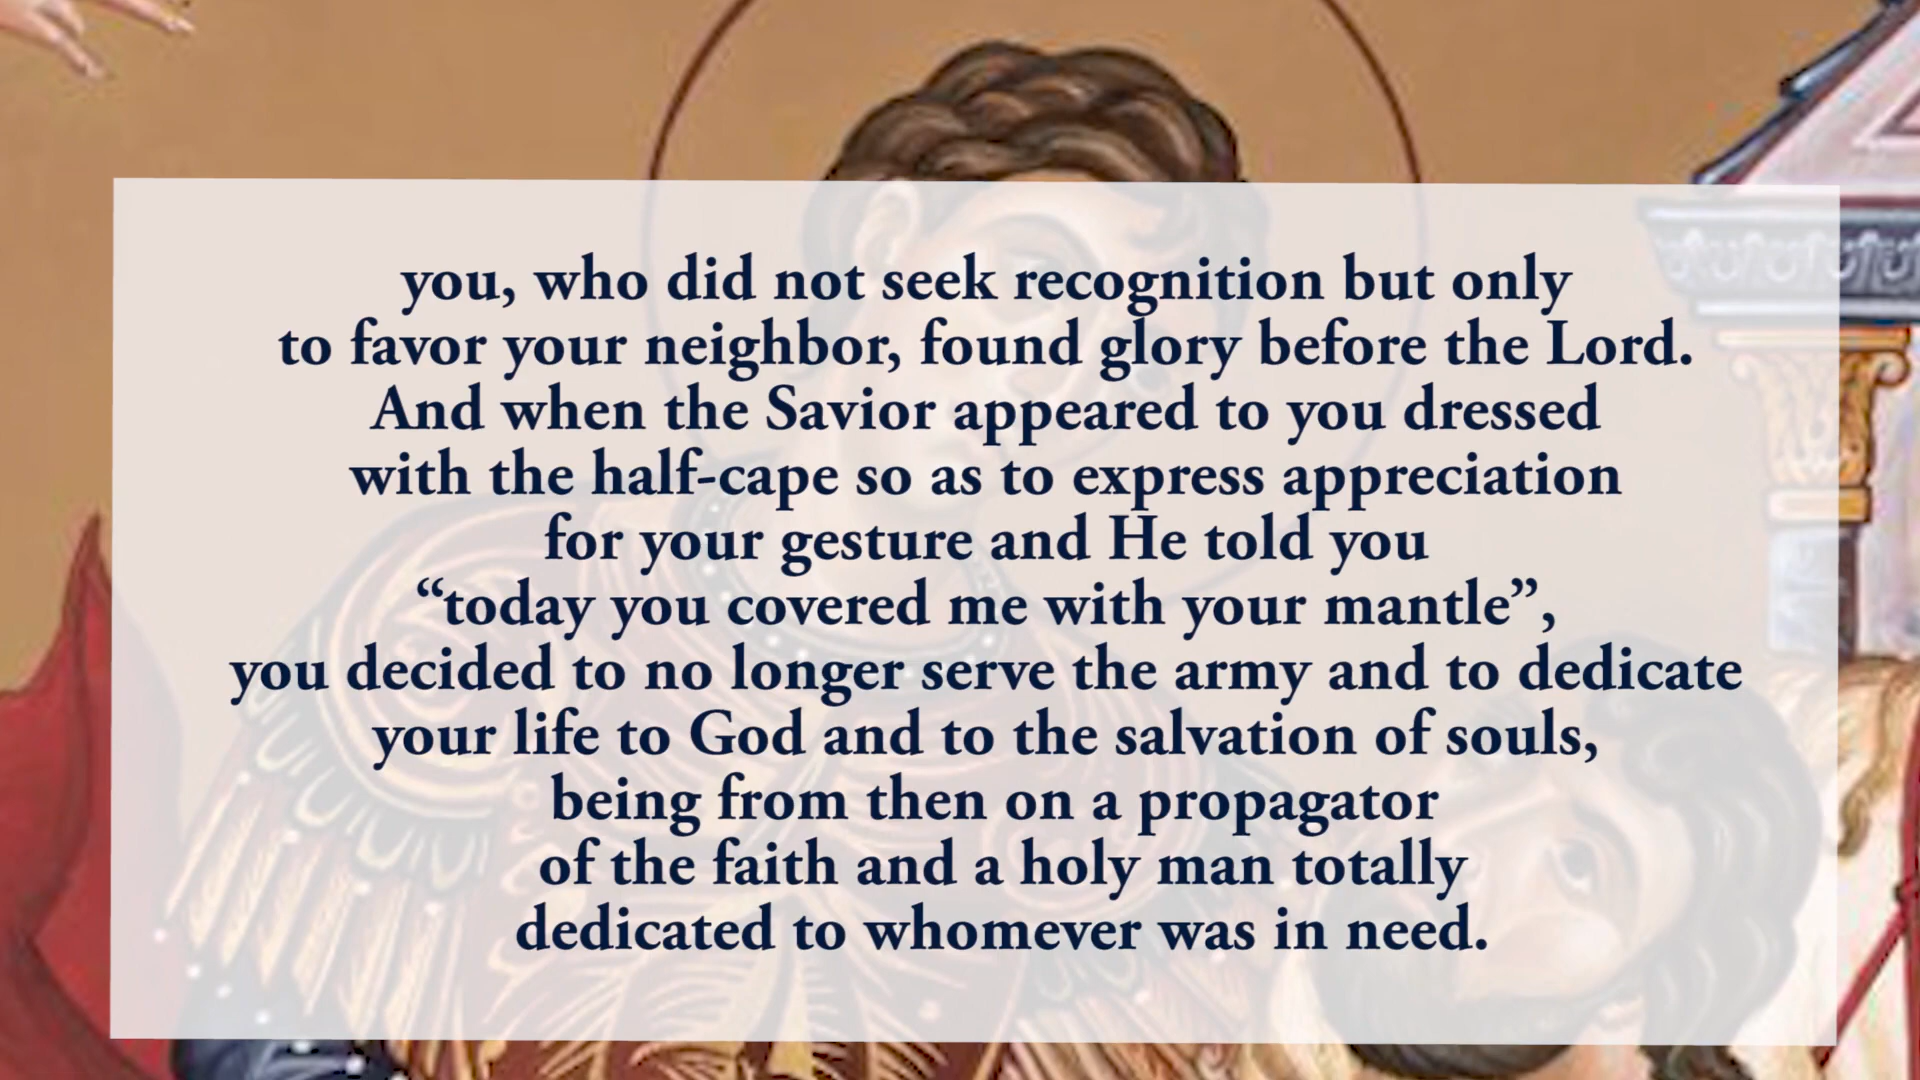 you, who did not seek recognition but only
to favor your neighbor, found glory before the Lord.
And when the Savior appeared to you dressed
with the half-cape so as to express appreciation
for your gesture and He told you
“today you covered me with your mantle”,
you decided to no longer serve the army and to dedicate
your life to God and to the salvation of souls,
being from then on a propagator
of the faith and a holy man totally
dedicated to whomever was in need.